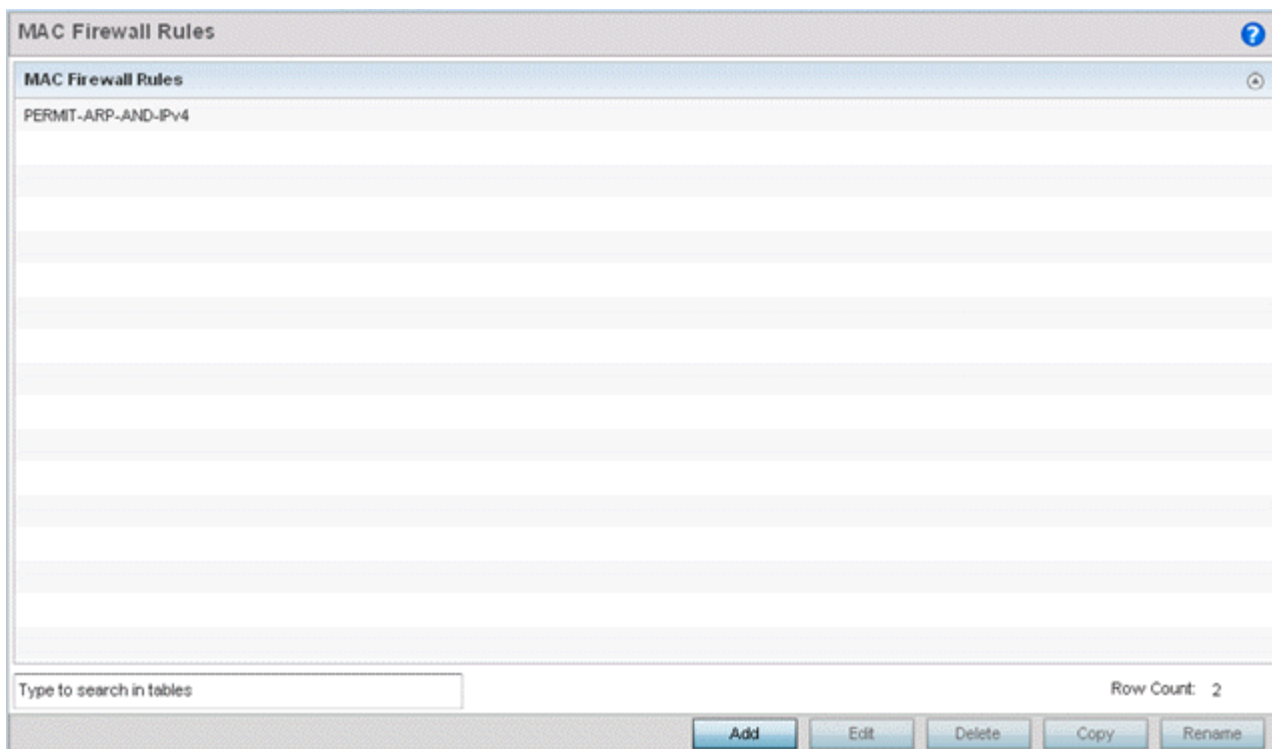 MAC Firewall Rules
?
MAC Firewall Rules
PERMIT-ARP-AND-IPv4
Type to search in tables
Row Count: 2
Add Edit Delete Copy Rename